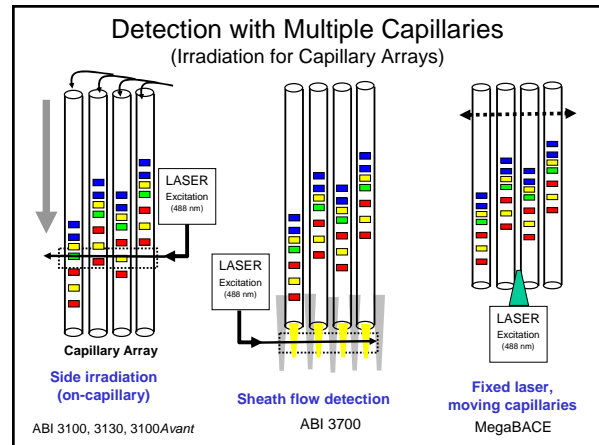 Detection with Multiple Capillaries
(Irradiation for Capillary Arrays)
LASER
Excitation
(488 nm)
Capillary Array
Side irradiation
(on-capillary)
ABI 3100, 3130, 3100Avant
LASER
Excitation
(488 nm)
Sheath flow detection
ABI 3700
LASER
Excitation
(488 nm)
Fixed laser,
moving capillaries
MegaBACE